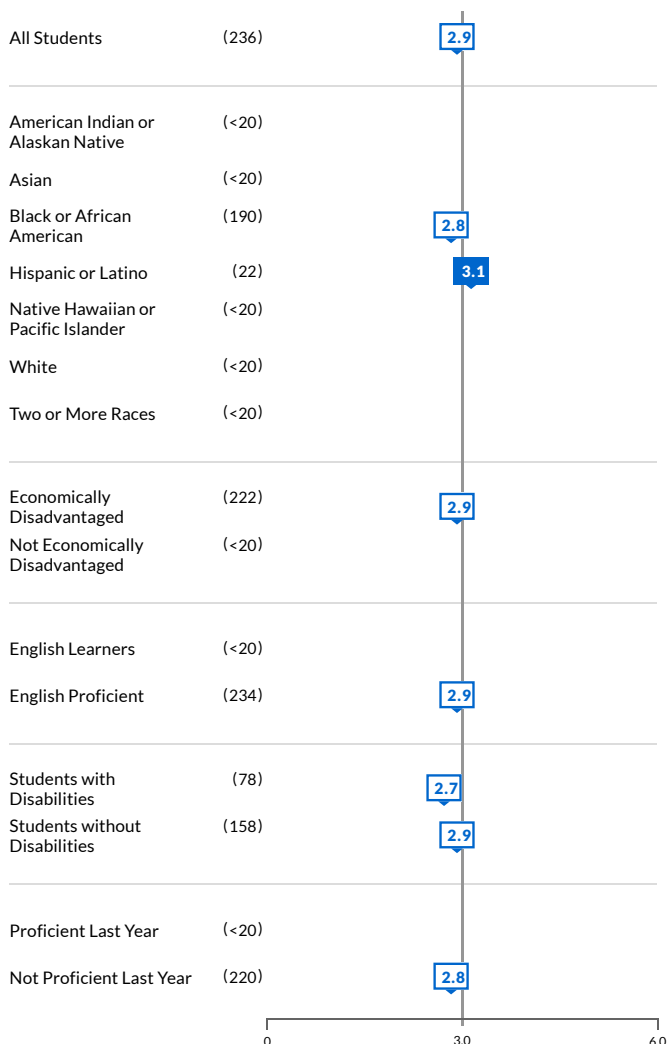 All Students (236) 2.9
American Indian or (<20)
Alaskan Native
Asian (<20)
Black or African (190) 2.8
American
Hispanic or Latino (22) 3.1
Native Hawaiian or (<20)
Pacific Islander
White (<20)
Two or More Races (<20)
Economically (222) 2.9
Disadvantaged
Not Economically (<20)
Disadvantaged
English Learners (<20)
English Proficient (234) 2.9
Students with (78) 2.7
Disabilities
Students without (158) 2.9
Disabilities
Proficient Last Year (<20)
Not Proficient Last Year (220) 2.8
0 3.0 6.0